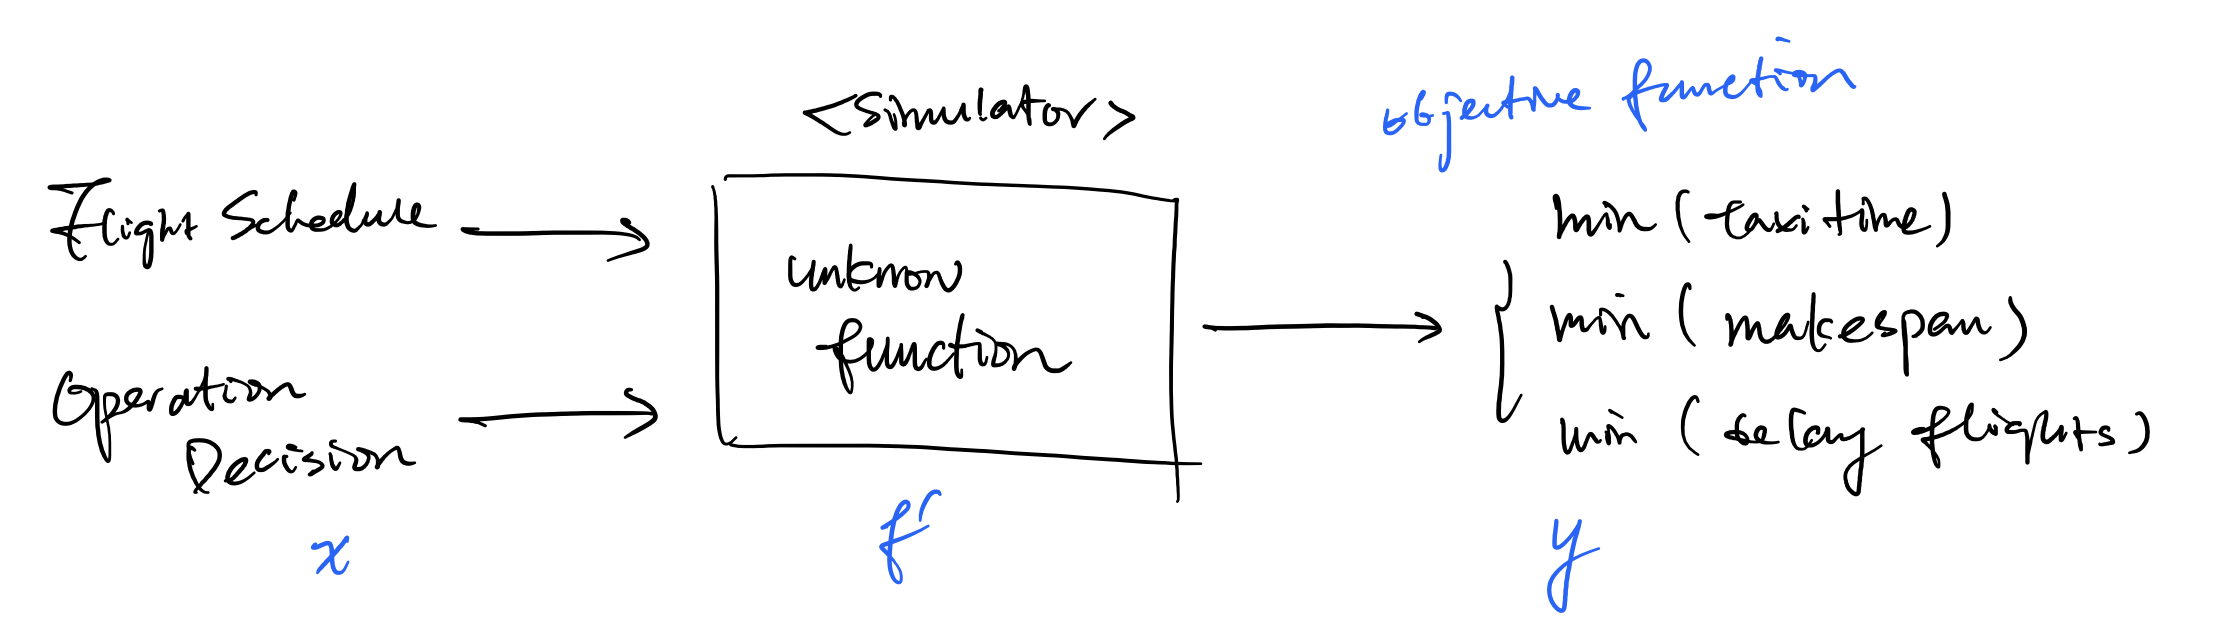 <Simulator>
objective function
Flight Schedule
unknown
function
Operation
Decision
min (taxi time)
min (makespan)
min (delay flights)
x
f
y